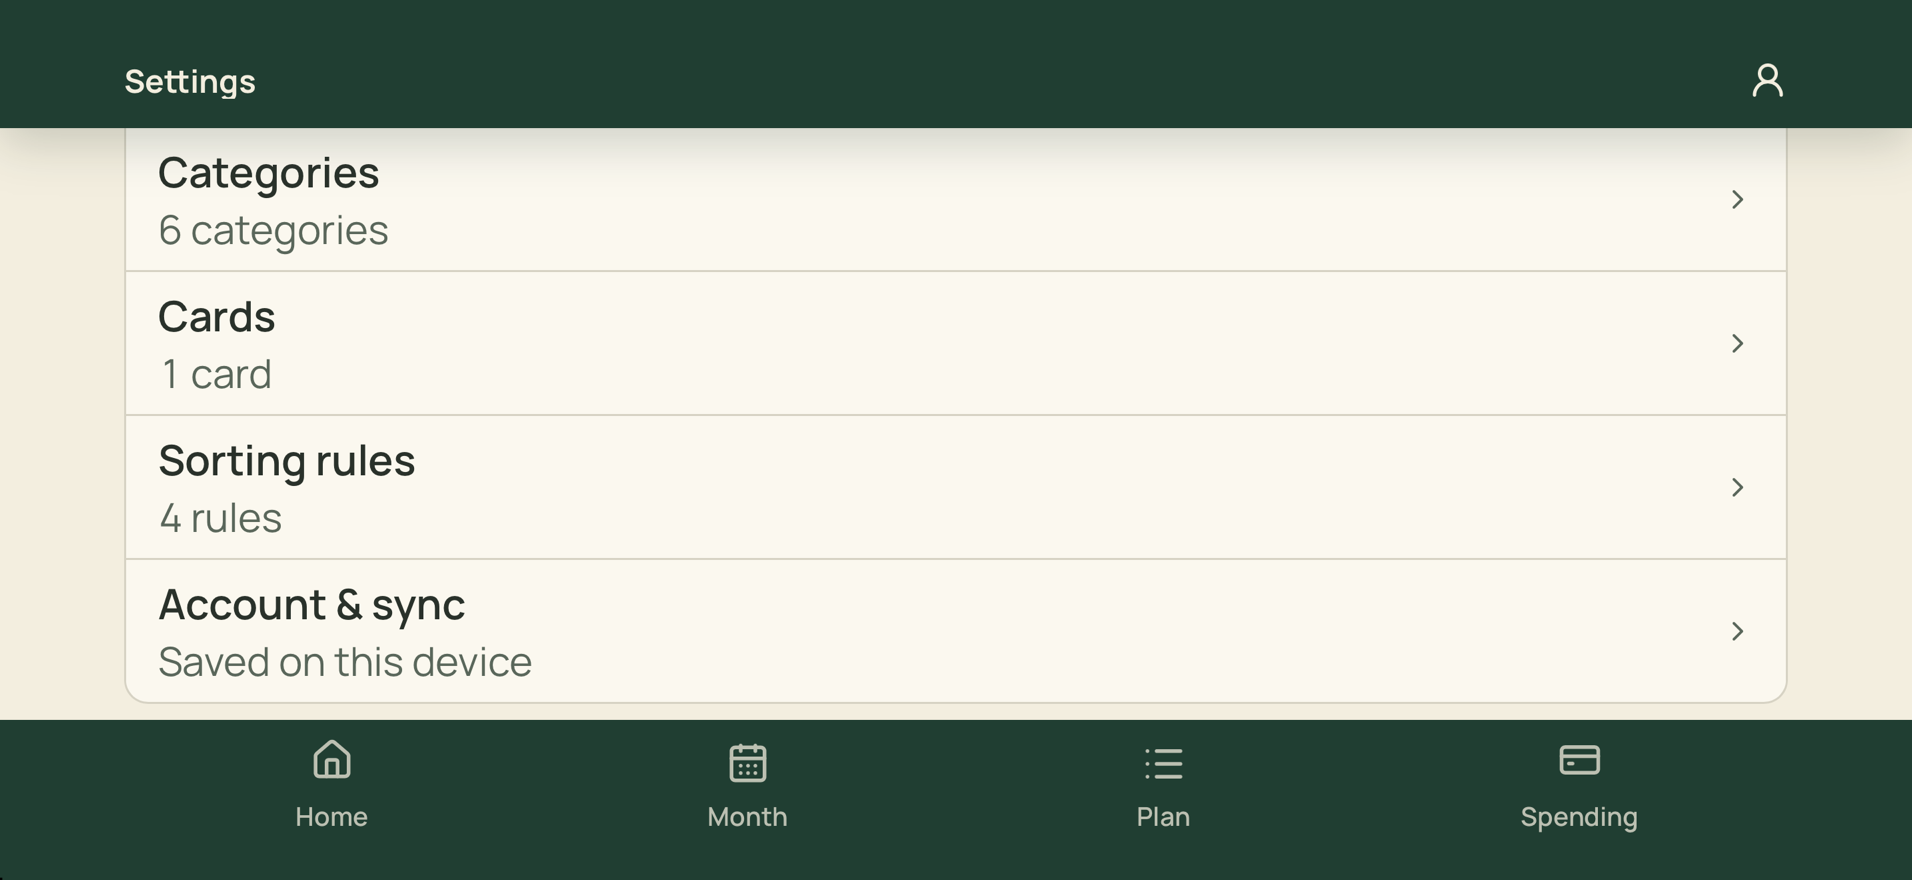 Settings
Categories
6 categories
Cards
1 card
Sorting rules
4 rules
Account & sync
Saved on this device
Home
Month
Plan
Spending